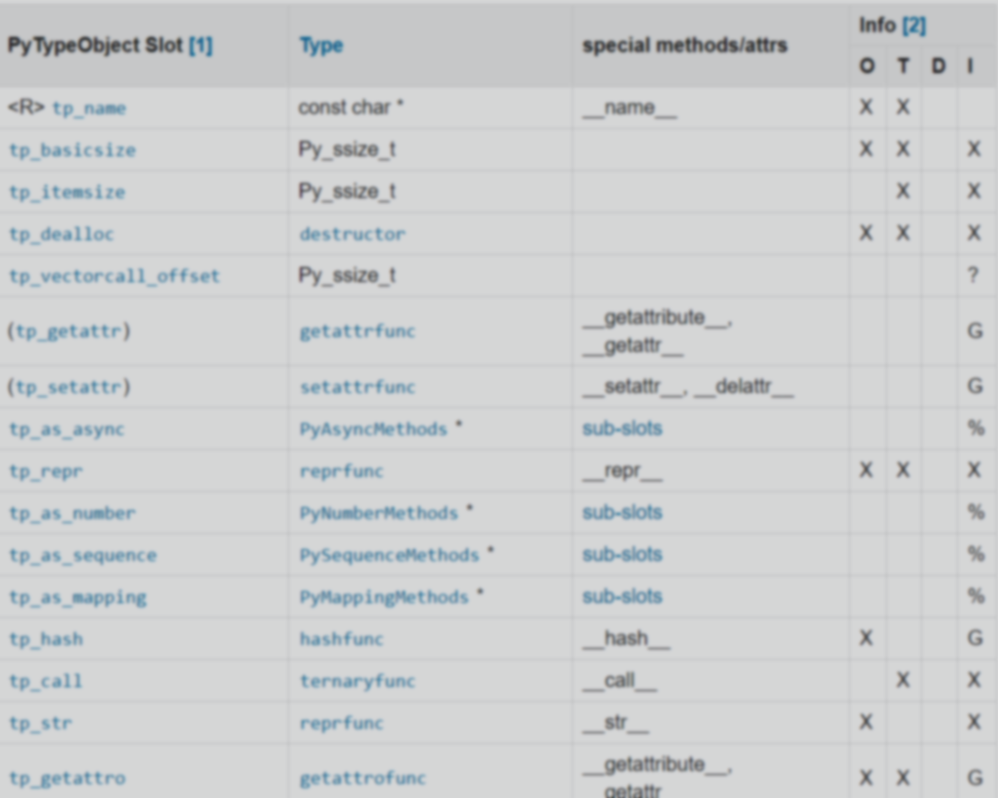 PyTypeObject Slot [1] Type special methods/attrs Info [2]
O T D I
<R> tp_name const char * __name__ X X
tp_basicsize Py_ssize_t X X X
tp_itemsize Py_ssize_t X X
tp_dealloc destructor X X X
tp_vectorcall_offset Py_ssize_t ?
(tp_getattr) getattrfunc __getattribute__, G
__getattr__
(tp_setattr) setattrfunc __setattr__, __delattr__ G
tp_as_async PyAsyncMethods * sub-slots %
tp_repr reprfunc __repr__ X X X
tp_as_number PyNumberMethods * sub-slots %
tp_as_sequence PySequenceMethods * sub-slots %
tp_as_mapping PyMappingMethods * sub-slots %
tp_hash hashfunc __hash__ X G
tp_call ternaryfunc __call__ X X
tp_str reprfunc __str__ X X
tp_getattro getattrofunc __getattribute__, X X G
getattr